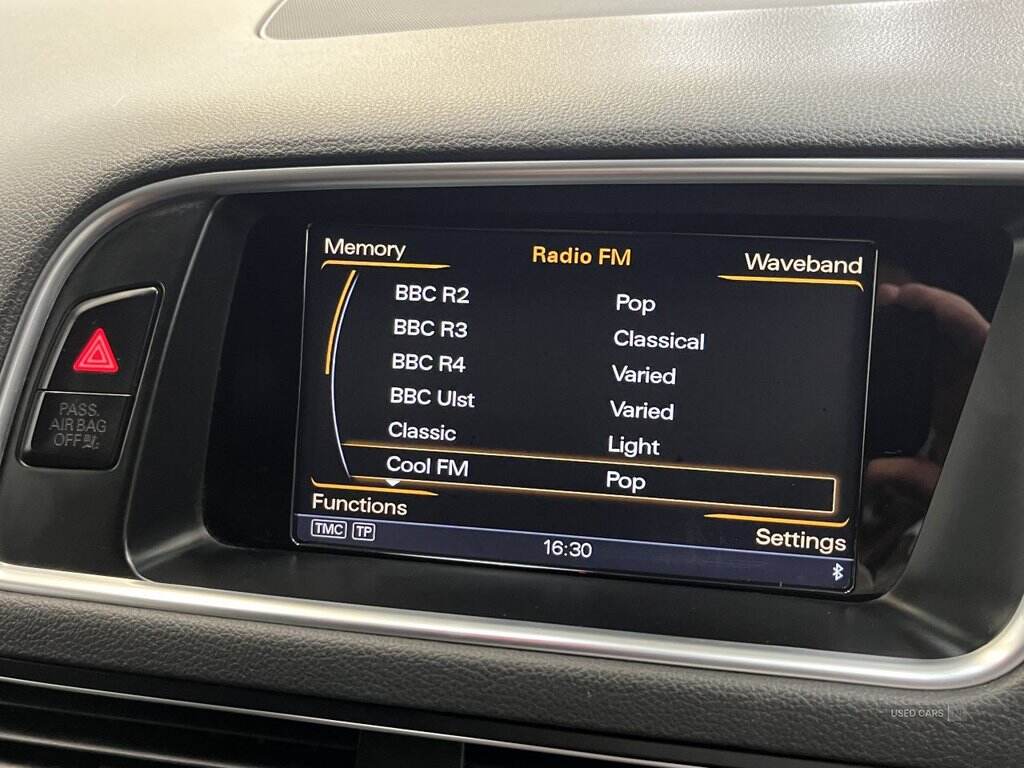 Memory
Radio FM
Waveband
BBC R2 Pop
BBC R3 Classical
BBC R4 Varied
BBC Ulst Varied
Classic Light
Cool FM Pop
Functions
Settings
TMC TP
16:30
PASS.
AIR BAG
OFF
USED CARS NI